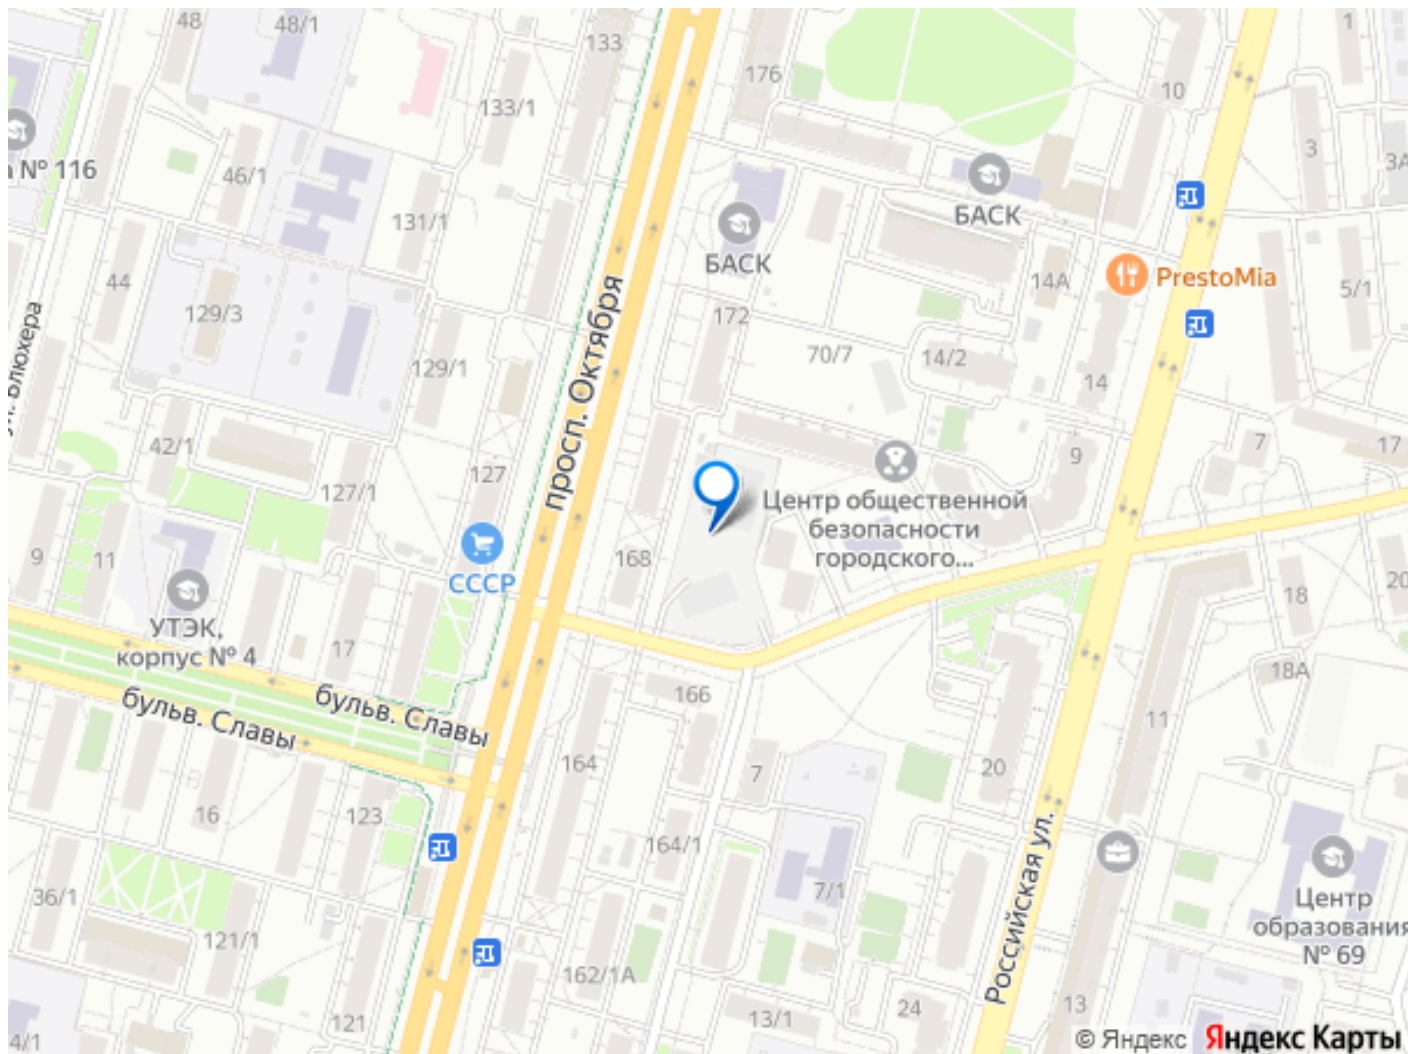 48
48/1
133
176
1
10
133/1
а № 116
46/1
131/1
БАСК
БАСК
3
3А
44
129/3
просп. Октября
172
14А
PrestoMia
5/1
ул. Блюхера
129/1
70/7
14/2
14
42/1
127
127/1
9
7
17
Центр общественной
безопасности
городского...
9
11
СССР
168
18
20
УТЭК,
корпус № 4
17
18А
бульв. Славы
бульв. Славы
166
11
164
7
20
16
123
164/1
Российская ул.
36/1
7/1
121/1
Центр
образования
№ 69
162/1А
24
13
121
13/1
4/1
© Яндекс Яндекс Карты